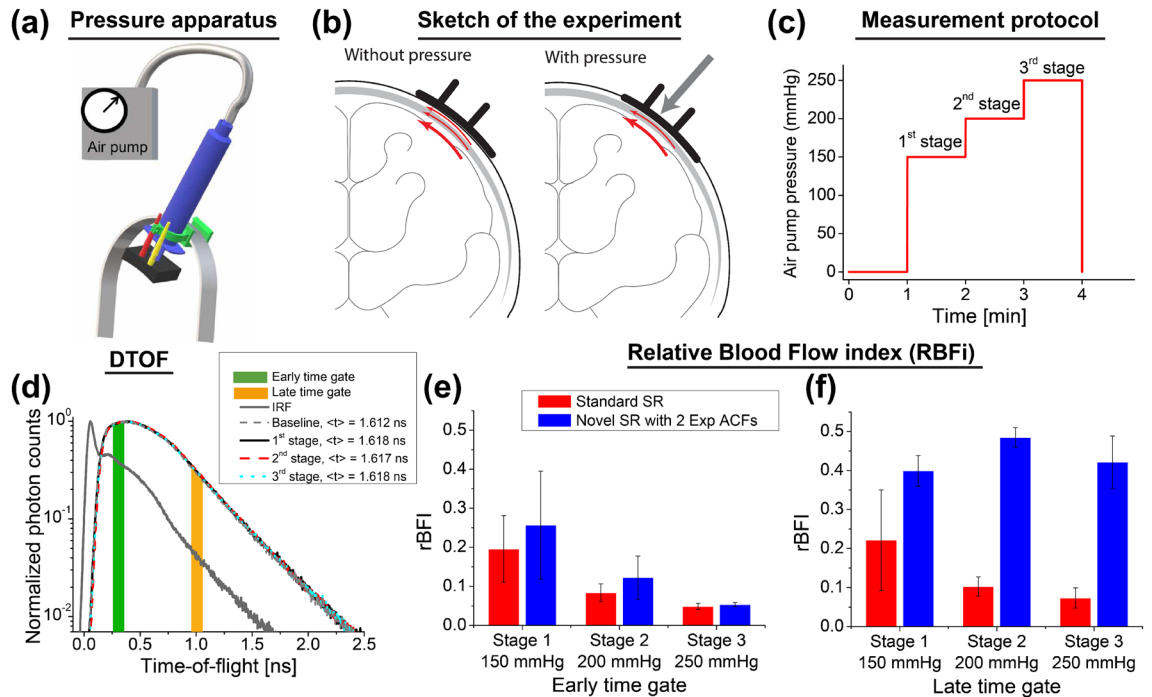 (a) Pressure apparatus
Air pump
(b) Sketch of the experiment
Without pressure
With pressure
(c) Measurement protocol
Air pump pressure (mmHg)
250
200
150
100
50
0
1st stage
2nd stage
3rd stage
0 1 2 3 4
Time [min]
(d) DTOF
Early time gate
Late time gate
IRF
Baseline, <t> = 1.612 ns
1st stage, <t> = 1.618 ns
2nd stage, <t> = 1.617 ns
3rd stage, <t> = 1.618 ns
Normalized photon counts
10^0
10^-1
10^-2
0.0 0.5 1.0 1.5 2.0 2.5
Time-of-flight [ns]
Relative Blood Flow index (RBFi)
(e)
Standard SR
Novel SR with 2 Exp ACFs
rBFI
0.5
0.4
0.3
0.2
0.1
0.0
Stage 1 Stage 2 Stage 3
150 mmHg 200 mmHg 250 mmHg
Early time gate
(f)
rBFI
0.5
0.4
0.3
0.2
0.1
0.0
Stage 1 Stage 2 Stage 3
150 mmHg 200 mmHg 250 mmHg
Late time gate